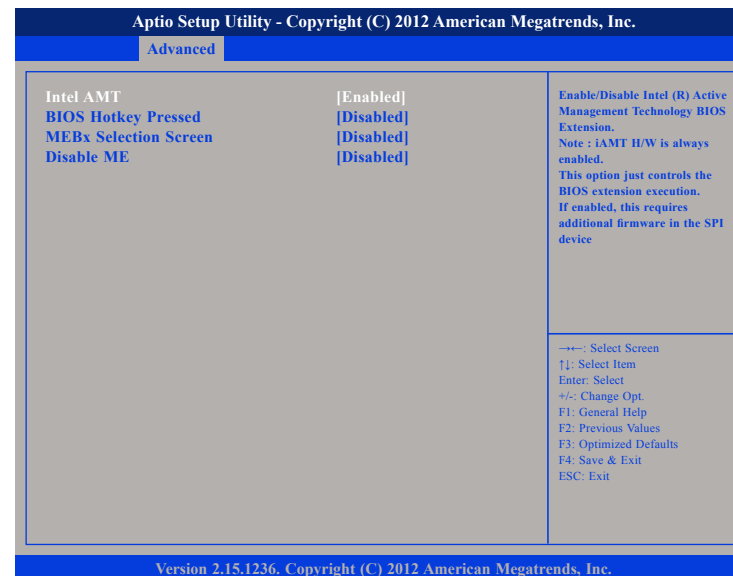 Aptio Setup Utility - Copyright (C) 2012 American Megatrends, Inc.
Advanced
Intel AMT [Enabled]
BIOS Hotkey Pressed [Disabled]
MEBx Selection Screen [Disabled]
Disable ME [Disabled]
Enable/Disable Intel (R) Active
Management Technology BIOS
Extension.
Note : iAMT H/W is always
enabled.
This option just controls the
BIOS extension execution.
If enabled, this requires
additional firmware in the SPI
device
→←: Select Screen
↑↓: Select Item
Enter: Select
+/-: Change Opt.
F1: General Help
F2: Previous Values
F3: Optimized Defaults
F4: Save & Exit
ESC: Exit
Version 2.15.1236. Copyright (C) 2012 American Megatrends, Inc.